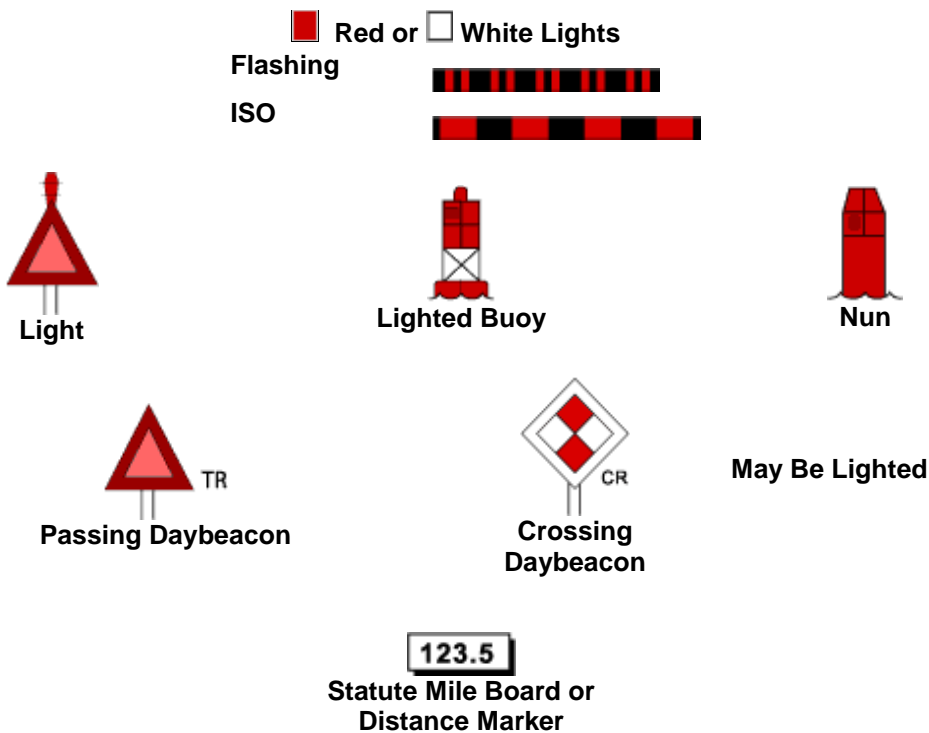 Red or White Lights
Flashing
ISO
Light
Lighted Buoy
Nun
TR
Passing Daybeacon
CR
Crossing
Daybeacon
May Be Lighted
123.5
Statute Mile Board or
Distance Marker